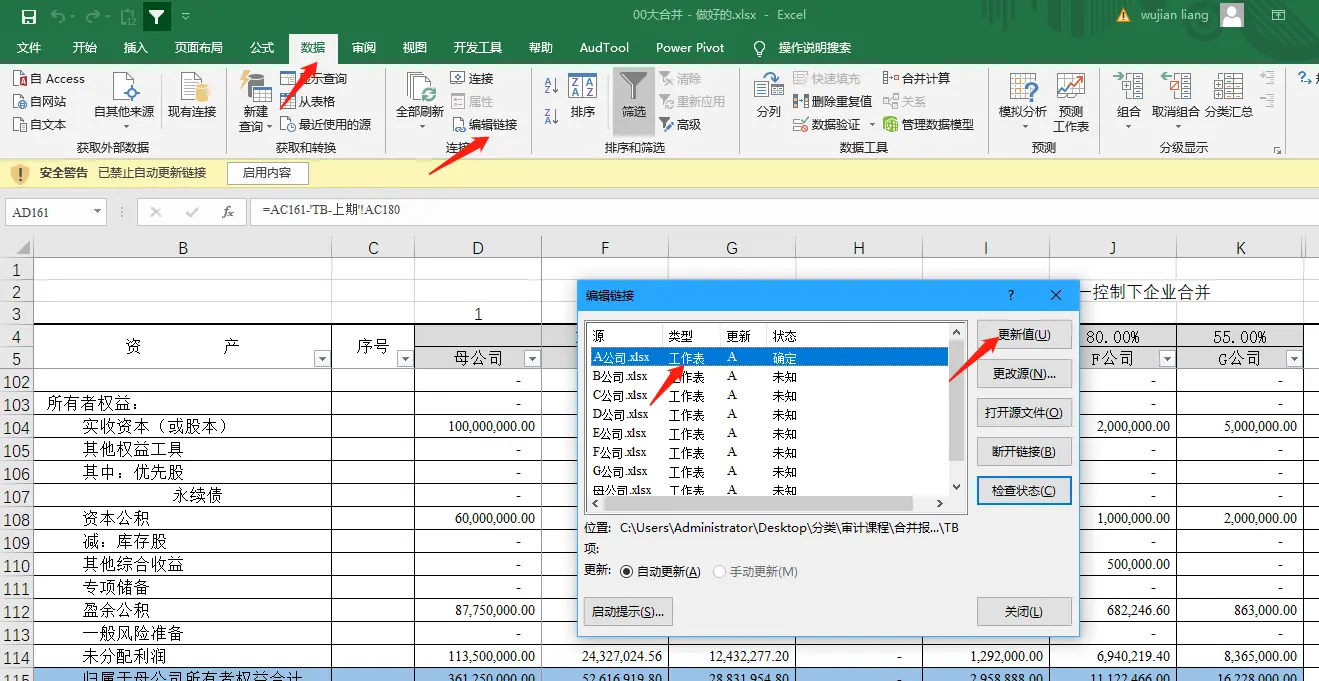 00大合并 - 做好的.xlsx - Excel
wujian liang
文件 开始 插入 页面布局 公式 数据 审阅 视图 开发工具 帮助 AudTool Power Pivot 操作说明搜索
自 Access
自网站
自文本
自其他来源
现有连接
获取外部数据
新建
查询
显示查询
从表格
最近使用的源
获取和转换
全部刷新
连接
属性
编辑链接
连接
排序
筛选
清除
重新应用
高级
排序和筛选
分列
快速填充
删除重复值
数据验证
合并计算
关系
管理数据模型
数据工具
模拟分析
预测
工作表
预测
组合
取消组合
分类汇总
分级显示
安全警告 已禁止自动更新链接 启用内容
AD161 fx =AC161-'TB-上期'!AC180
B C D F G H I J K
1
2 一控制下企业合并
3 1
4 资 产 序号 80.00% 55.00%
5 母公司 F公司 G公司
102 - - -
103 所有者权益: - - -
104 实收资本（或股本） 100,000,000.00 2,000,000.00 5,000,000.00
105 其他权益工具 - - -
106 其中: 优先股 - - -
107 永续债 - - -
108 资本公积 60,000,000.00 1,000,000.00 2,000,000.00
109 减: 库存股 - - -
110 其他综合收益 - 500,000.00 -
111 专项储备 - - -
112 盈余公积 87,750,000.00 682,246.60 863,000.00
113 一般风险准备 - - -
114 未分配利润 113,500,000.00 24,327,024.56 12,432,277.20 - 1,292,000.00 6,940,219.40 8,365,000.00
115 归属于母公司所有者权益合计 361,250,000.00 52,616,919.80 28,831,954.80 - 2,958,888.00 11,122,466.00 16,228,000.00
编辑链接 ?
源 类型 更新 状态
A公司.xlsx 工作表 A 确定
B公司.xlsx 工作表 A 未知
C公司.xlsx 工作表 A 未知
D公司.xlsx 工作表 A 未知
E公司.xlsx 工作表 A 未知
F公司.xlsx 工作表 A 未知
G公司.xlsx 工作表 A 未知
母公司.xlsx 工作表 A 未知
更新值(U)
更改源(N)...
打开源文件(O)
断开链接(B)
检查状态(C)
位置: C:\Users\Administrator\Desktop\分类\审计课程\合并报...\TB
项:
更新: 自动更新(A) 手动更新(M)
启动提示(S)... 关闭(L)